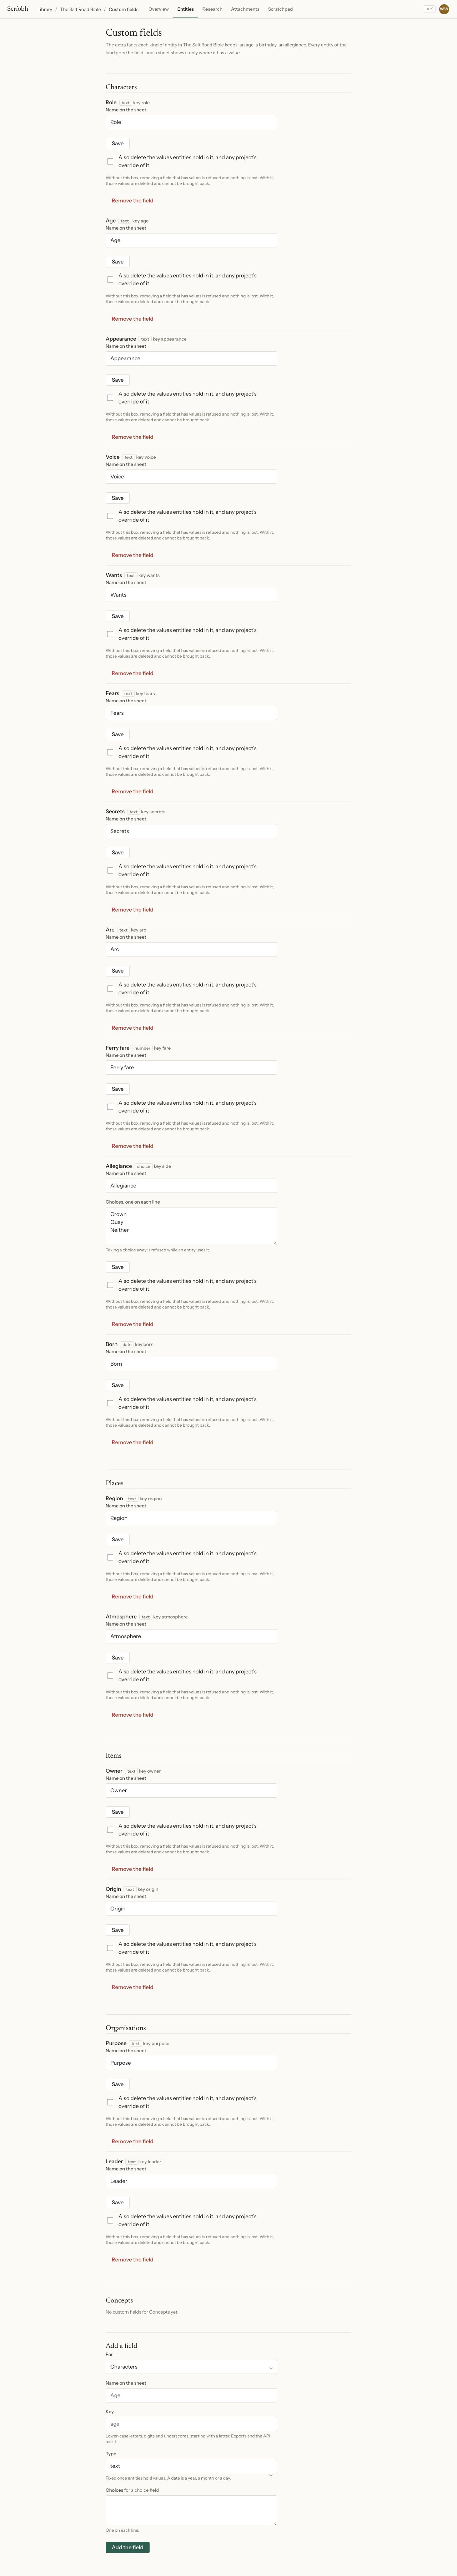 Scríobh Library / The Salt Road Bible / Custom fields Overview Entities Research Attachments Scratchpad
Custom fields
The extra facts each kind of entity in The Salt Road Bible keeps: an age, a birthday, an allegiance. Every entity of the
kind gets the field, and a sheet shows it only where it has a value.
Characters
Role text key role
Name on the sheet
Role
Save
Also delete the values entities hold in it, and any project's
override of it
Without this box, removing a field that has values is refused and nothing is lost. With it,
those values are deleted and cannot be brought back.
Remove the field
Age text key age
Name on the sheet
Age
Save
Also delete the values entities hold in it, and any project's
override of it
Without this box, removing a field that has values is refused and nothing is lost. With it,
those values are deleted and cannot be brought back.
Remove the field
Appearance text key appearance
Name on the sheet
Appearance
Save
Also delete the values entities hold in it, and any project's
override of it
Without this box, removing a field that has values is refused and nothing is lost. With it,
those values are deleted and cannot be brought back.
Remove the field
Voice text key voice
Name on the sheet
Voice
Save
Also delete the values entities hold in it, and any project's
override of it
Without this box, removing a field that has values is refused and nothing is lost. With it,
those values are deleted and cannot be brought back.
Remove the field
Wants text key wants
Name on the sheet
Wants
Save
Also delete the values entities hold in it, and any project's
override of it
Without this box, removing a field that has values is refused and nothing is lost. With it,
those values are deleted and cannot be brought back.
Remove the field
Fears text key fears
Name on the sheet
Fears
Save
Also delete the values entities hold in it, and any project's
override of it
Without this box, removing a field that has values is refused and nothing is lost. With it,
those values are deleted and cannot be brought back.
Remove the field
Secrets text key secrets
Name on the sheet
Secrets
Save
Also delete the values entities hold in it, and any project's
override of it
Without this box, removing a field that has values is refused and nothing is lost. With it,
those values are deleted and cannot be brought back.
Remove the field
Arc text key arc
Name on the sheet
Arc
Save
Also delete the values entities hold in it, and any project's
override of it
Without this box, removing a field that has values is refused and nothing is lost. With it,
those values are deleted and cannot be brought back.
Remove the field
Ferry fare number key fare
Name on the sheet
Ferry fare
Save
Also delete the values entities hold in it, and any project's
override of it
Without this box, removing a field that has values is refused and nothing is lost. With it,
those values are deleted and cannot be brought back.
Remove the field
Allegiance choice key side
Name on the sheet
Allegiance
Choices, one on each line
Crown
Quay
Neither
Taking a choice away is refused while an entity uses it.
Save
Also delete the values entities hold in it, and any project's
override of it
Without this box, removing a field that has values is refused and nothing is lost. With it,
those values are deleted and cannot be brought back.
Remove the field
Born date key born
Name on the sheet
Born
Save
Also delete the values entities hold in it, and any project's
override of it
Without this box, removing a field that has values is refused and nothing is lost. With it,
those values are deleted and cannot be brought back.
Remove the field
Places
Region text key region
Name on the sheet
Region
Save
Also delete the values entities hold in it, and any project's
override of it
Without this box, removing a field that has values is refused and nothing is lost. With it,
those values are deleted and cannot be brought back.
Remove the field
Atmosphere text key atmosphere
Name on the sheet
Atmosphere
Save
Also delete the values entities hold in it, and any project's
override of it
Without this box, removing a field that has values is refused and nothing is lost. With it,
those values are deleted and cannot be brought back.
Remove the field
Items
Owner text key owner
Name on the sheet
Owner
Save
Also delete the values entities hold in it, and any project's
override of it
Without this box, removing a field that has values is refused and nothing is lost. With it,
those values are deleted and cannot be brought back.
Remove the field
Origin text key origin
Name on the sheet
Origin
Save
Also delete the values entities hold in it, and any project's
override of it
Without this box, removing a field that has values is refused and nothing is lost. With it,
those values are deleted and cannot be brought back.
Remove the field
Organisations
Purpose text key purpose
Name on the sheet
Purpose
Save
Also delete the values entities hold in it, and any project's
override of it
Without this box, removing a field that has values is refused and nothing is lost. With it,
those values are deleted and cannot be brought back.
Remove the field
Leader text key leader
Name on the sheet
Leader
Save
Also delete the values entities hold in it, and any project's
override of it
Without this box, removing a field that has values is refused and nothing is lost. With it,
those values are deleted and cannot be brought back.
Remove the field
Concepts
No custom fields for Concepts yet.
Add a field
For
Characters
Name on the sheet
Age
Key
age
Lower-case letters, digits and underscores, starting with a letter. Exports and the API
use it.
Type
text
Fixed once entities hold values. A date is a year, a month or a day.
Choices for a choice field
One on each line.
Add the field